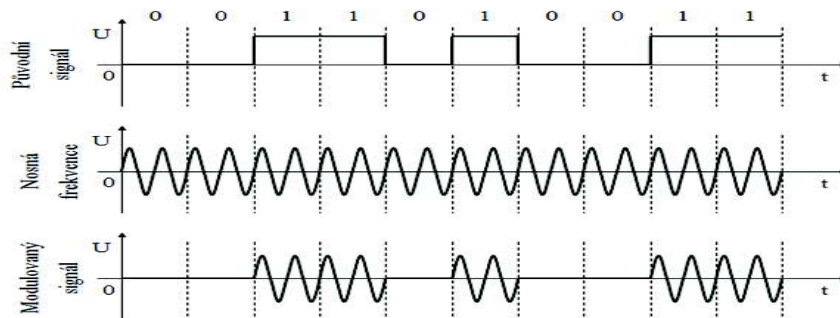 0 0 1 1 0 1 0 0 1 1
Původní
signál
U
0
t
Nosná
frekvence
U
0
t
Modulovaný
signál
U
0
t